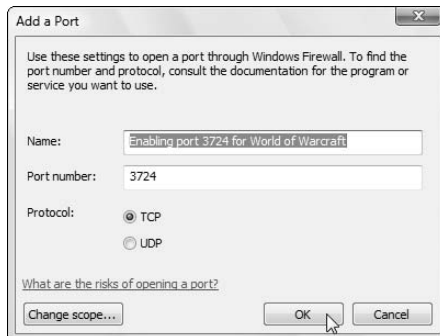 Add a Port
Use these settings to open a port through Windows Firewall. To find the
port number and protocol, consult the documentation for the program or
service you want to use.
Name:
Enabling port 3724 for World of Warcraft
Port number:
3724
Protocol:
TCP
UDP
What are the risks of opening a port?
Change scope...
OK
Cancel